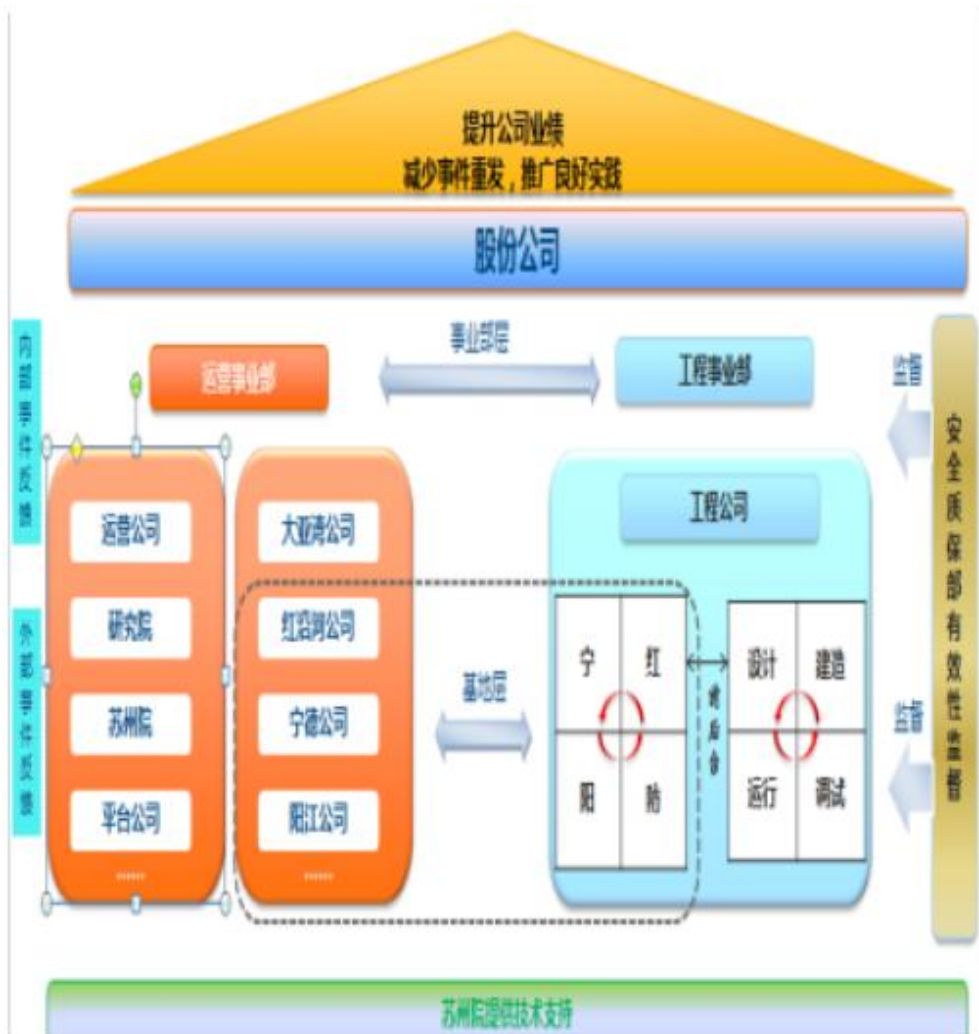 提升公司业绩
减少事件重发，推广良好实践
股份公司
内部事件反馈
事业部层
运营事业部
工程事业部
监督
安全质保部有效性监督
运营公司
大亚湾公司
工程公司
研究院
红沿河公司
宁
红
设计
建造
外部事件反馈
基地层
前后台
苏州院
宁德公司
监督
阳
防
运行
调试
平台公司
阳江公司
……
……
苏州院提供技术支持